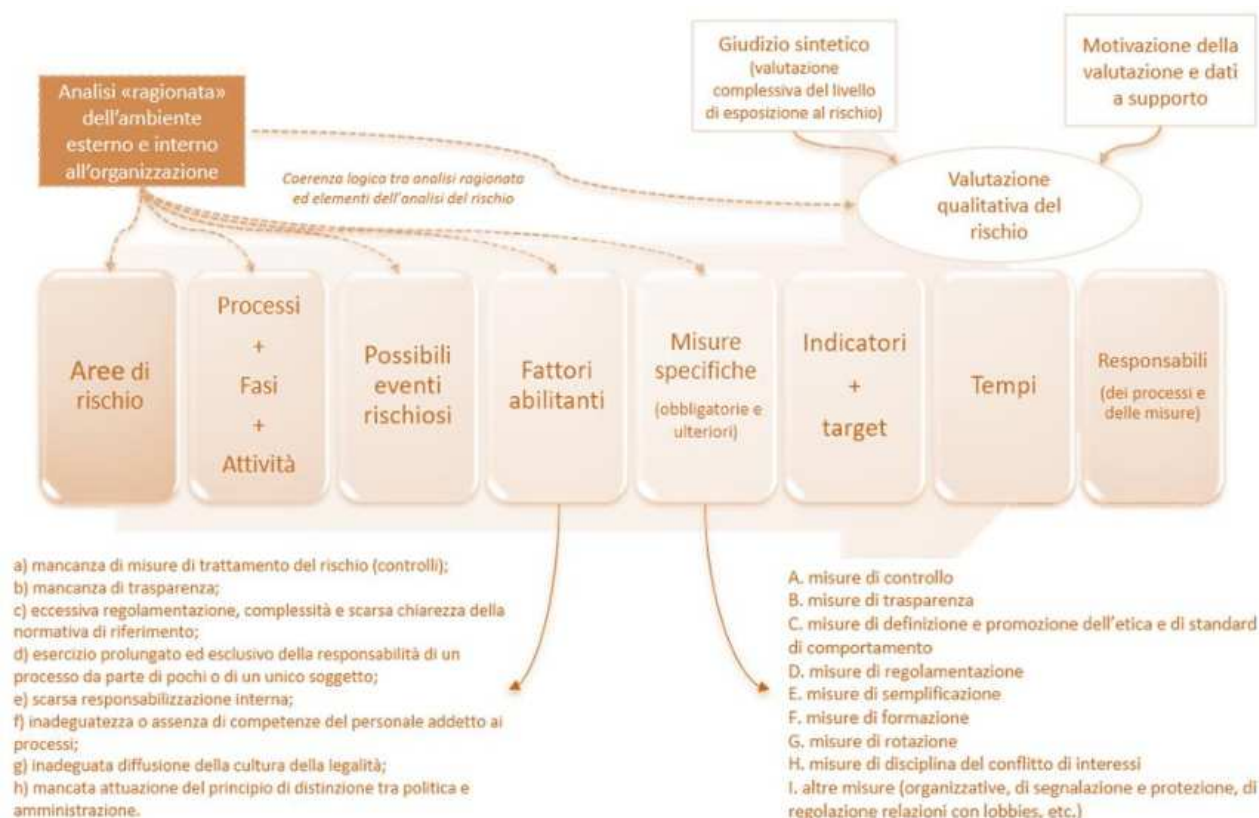 Analisi «ragionata»
dell'ambiente
esterno e interno
all'organizzazione
Giudizio sintetico
(valutazione
complessiva del livello
di esposizione al rischio)
Motivazione della
valutazione e dati
a supporto
Coerenza logica tra analisi ragionata
ed elementi dell'analisi del rischio
Valutazione
qualitativa del
rischio
Aree di
rischio
Processi
+
Fasi
+
Attività
Possibili
eventi
rischiosi
Fattori
abilitanti
Misure
specifiche
(obbligatorie e
ulteriori)
Indicatori
+
target
Tempi
Responsabili
(dei processi e
delle misure)
a) mancanza di misure di trattamento del rischio (controlli);
b) mancanza di trasparenza;
c) eccessiva regolamentazione, complessità e scarsa chiarezza della
normativa di riferimento;
d) esercizio prolungato ed esclusivo della responsabilità di un
processo da parte di pochi o di un unico soggetto;
e) scarsa responsabilizzazione interna;
f) inadeguatezza o assenza di competenze del personale addetto ai
processi;
g) inadeguata diffusione della cultura della legalità;
h) mancata attuazione del principio di distinzione tra politica e
amministrazione.
A. misure di controllo
B. misure di trasparenza
C. misure di definizione e promozione dell'etica e di standard
di comportamento
D. misure di regolamentazione
E. misure di semplificazione
F. misure di formazione
G. misure di rotazione
H. misure di disciplina del conflitto di interessi
I. altre misure (organizzative, di segnalazione e protezione, di
regolazione relazioni con lobbies, etc.)